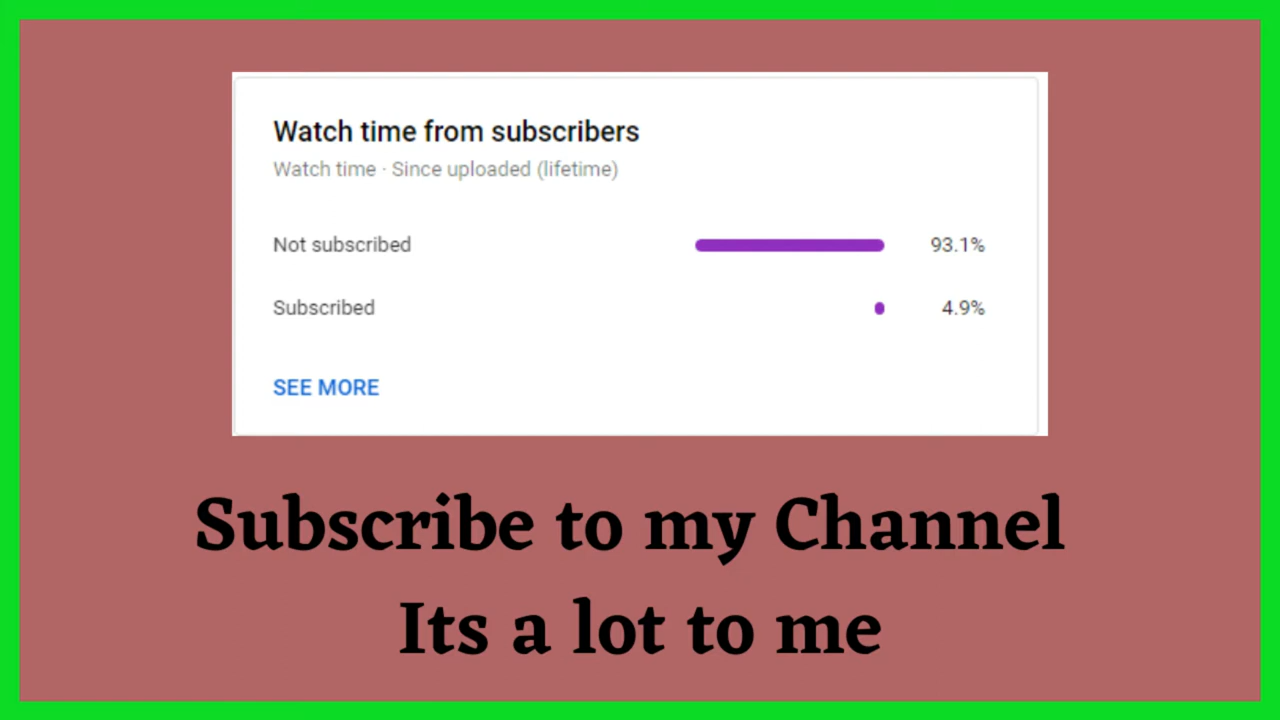 Watch time from subscribers
Watch time · Since uploaded (lifetime)
Not subscribed 93.1%
Subscribed 4.9%
SEE MORE
Subscribe to my Channel
Its a lot to me